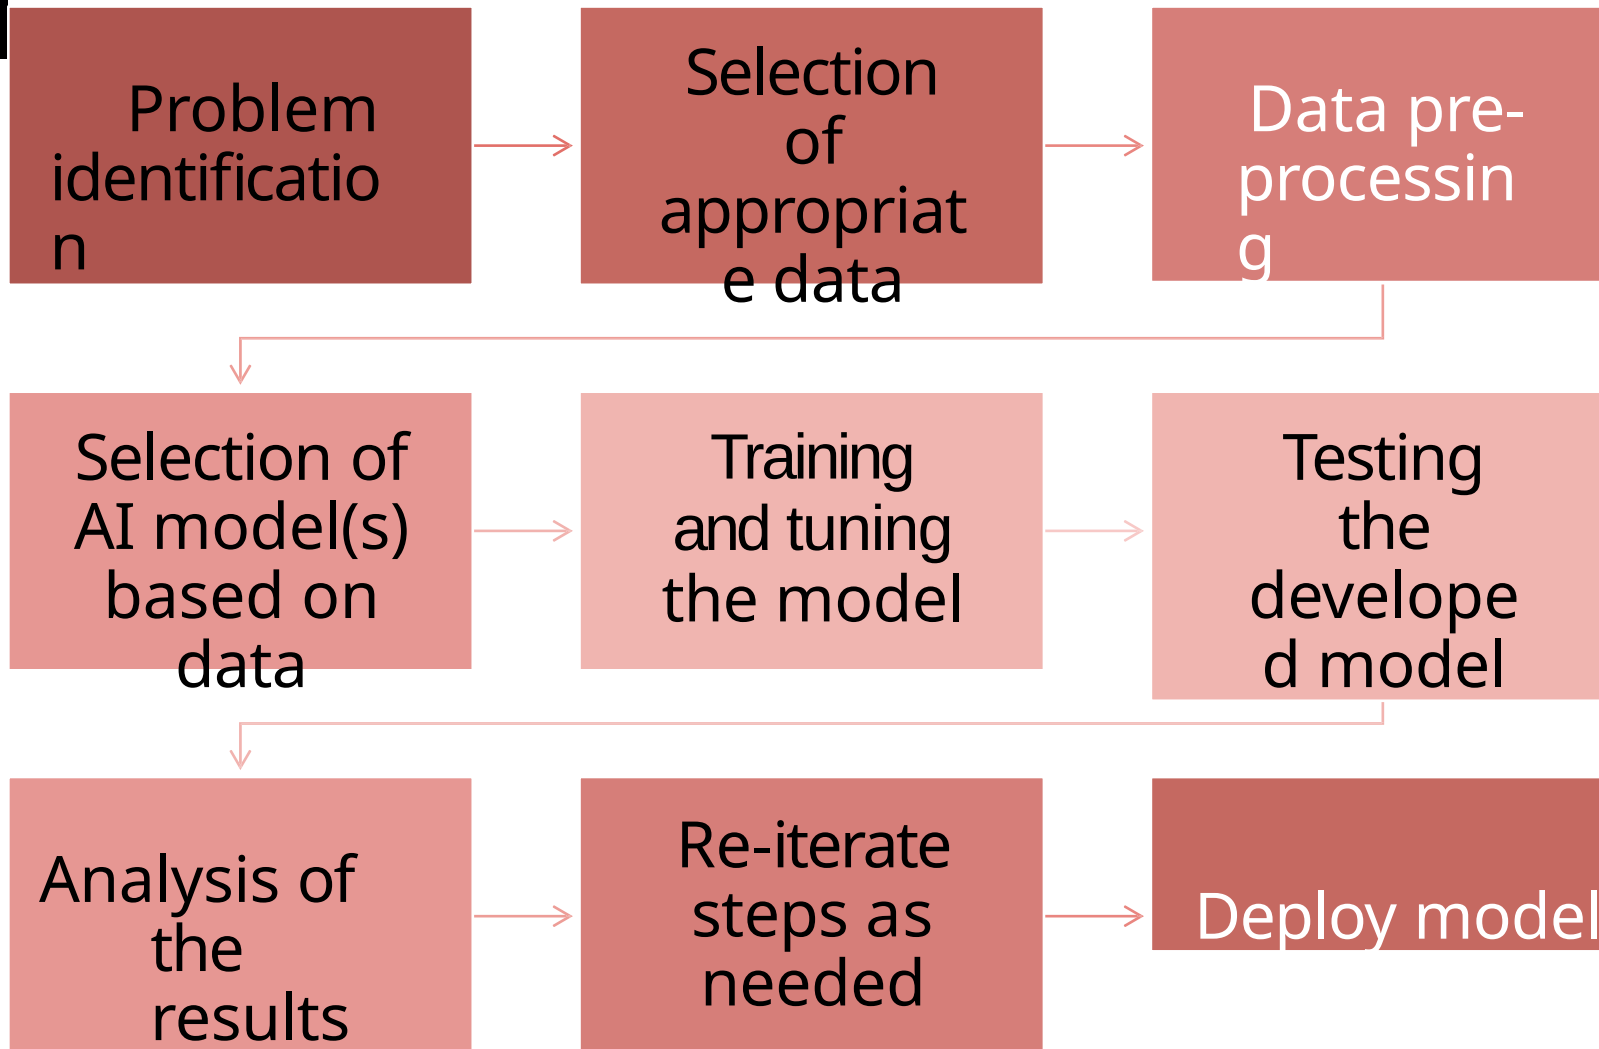 Problem
identificatio
n
Selection
of
appropriat
e data
Data pre-
processin
g
Selection of
AI model(s)
based on
data
Training
and tuning
the model
Testing
the
develope
d model
Analysis of
the
results
Re-iterate
steps as
needed
Deploy model